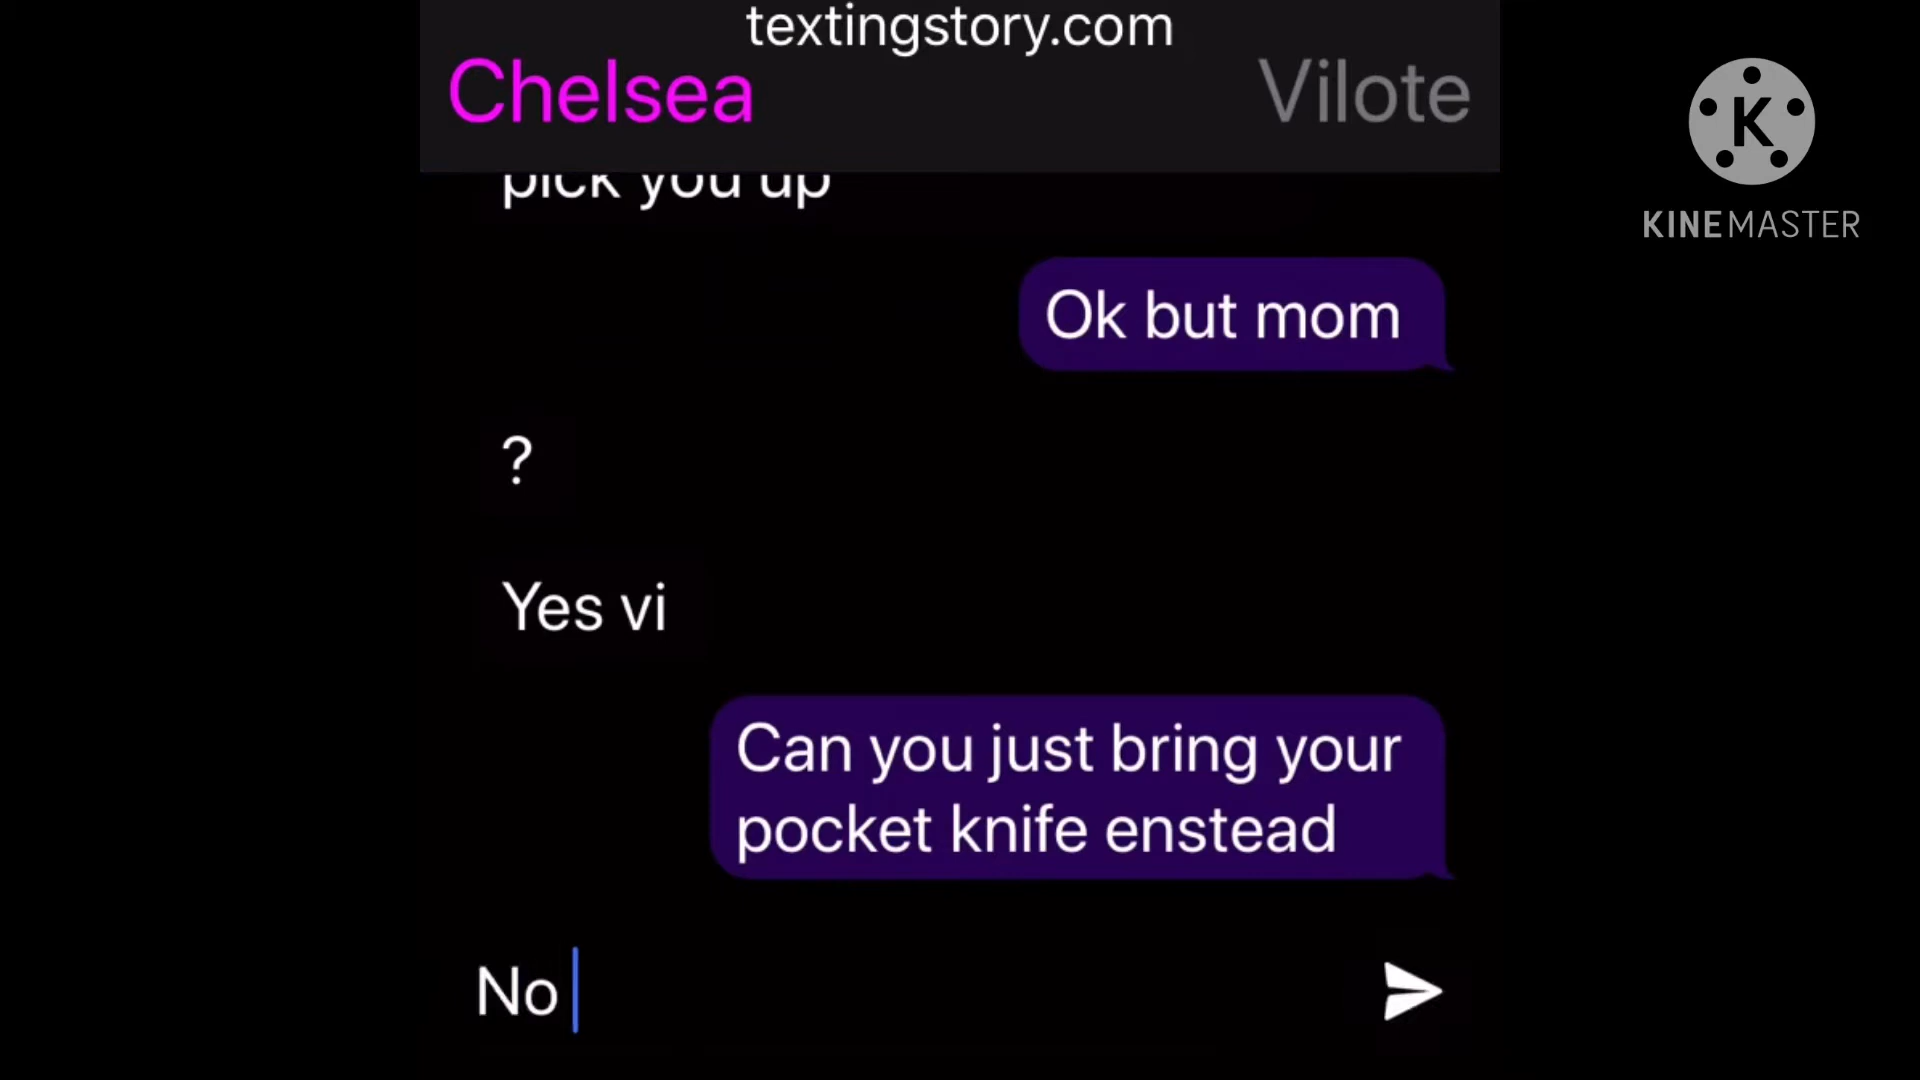 textingstory.com
Chelsea
Vilote
pick you up
Ok but mom
?
Yes vi
Can you just bring your
pocket knife enstead
No
K
KINEMASTER